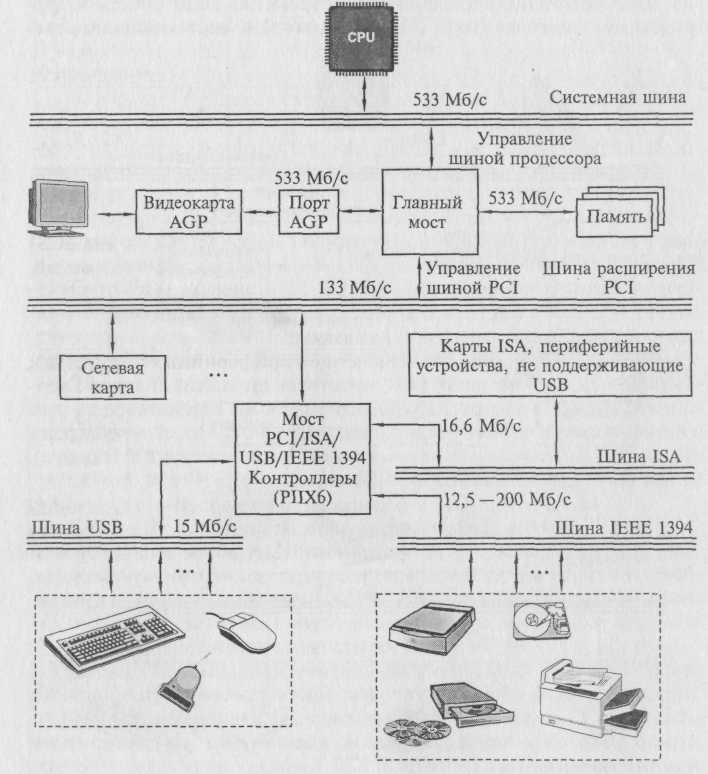 CPU
533 Мб/с
Системная шина
Управление
шиной процессора
533 Мб/с
Видеокарта
AGP
Порт
AGP
Главный
мост
533 Мб/с
Память
Управление
шиной PCI
Шина расширения
PCI
133 Мб/с
...
Сетевая
карта
Карты ISA, периферийные
устройства, не поддерживающие
USB
Мост
PCI/ISA/
USB/IEEE 1394
Контроллеры
(PIIX6)
16,6 Мб/с
Шина ISA
12,5 —200 Мб/с
Шина USB
15 Мб/с
Шина IEEE 1394
...
...